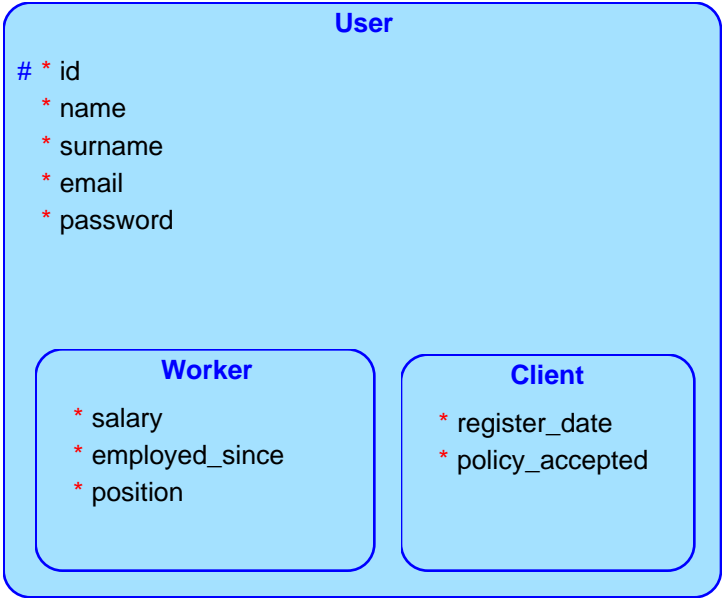 User
# * id
* name
* surname
* email
* password
Worker
* salary
* employed_since
* position
Client
* register_date
* policy_accepted